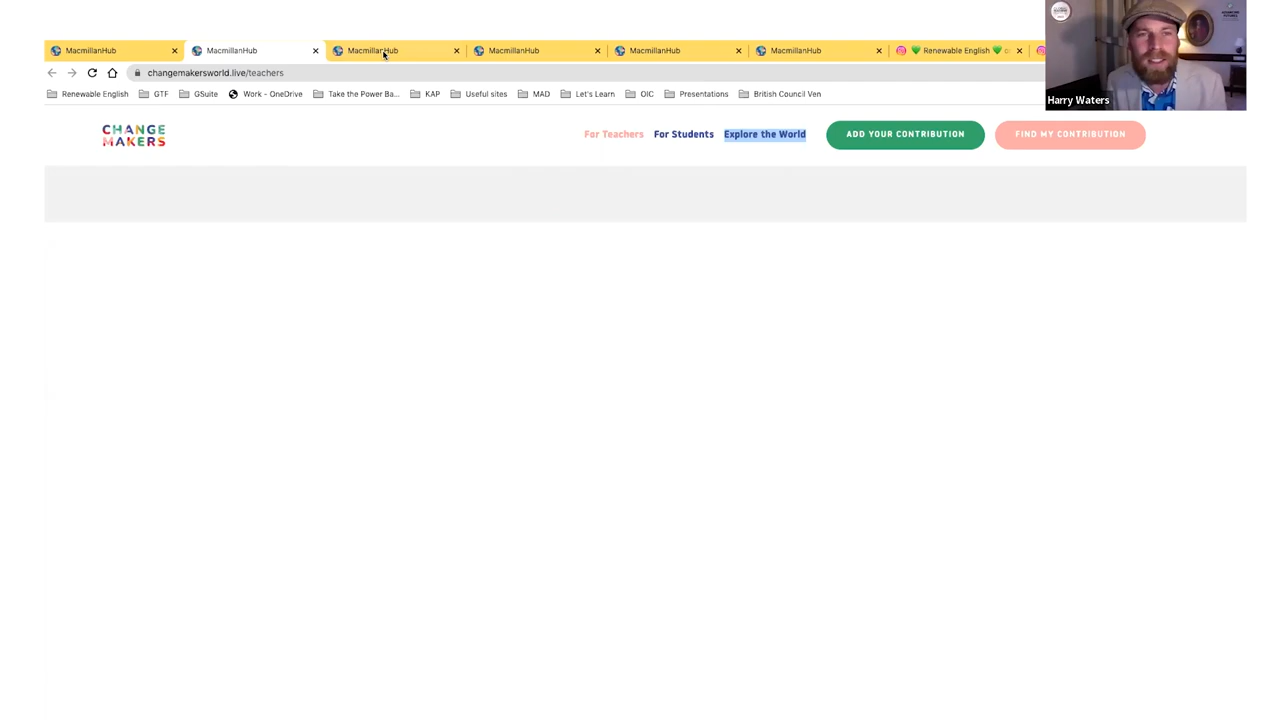 MacmillanHub MacmillanHub MacmillanHub MacmillanHub MacmillanHub MacmillanHub Renewable English
changemakersworld.live/teachers
Renewable English GTF GSuite Work - OneDrive Take the Power Ba... KAP Useful sites MAD Let's Learn OIC Presentations British Council Ven
Harry Waters
CHANGE
MAKERS
For Teachers For Students Explore the World ADD YOUR CONTRIBUTION FIND MY CONTRIBUTION